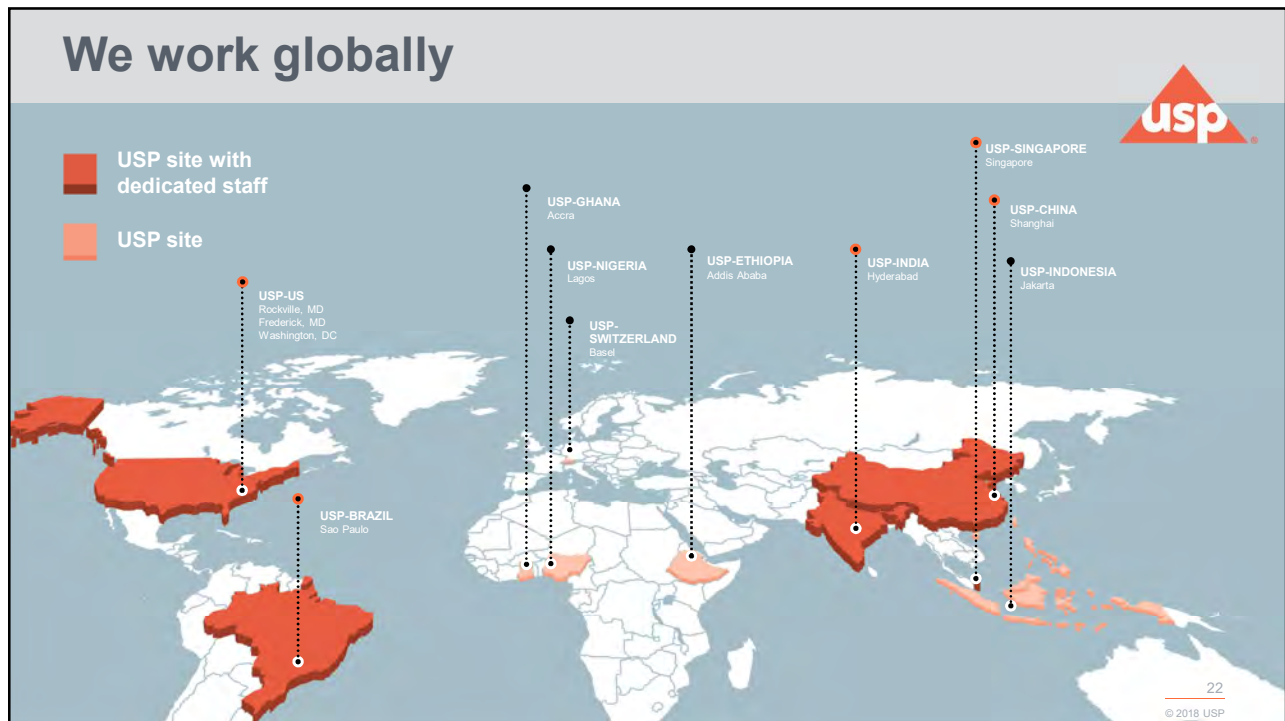 We work globally
usp
®
USP site with
dedicated staff
USP site
USP-US
Rockville, MD
Frederick, MD
Washington, DC
USP-BRAZIL
Sao Paulo
USP-GHANA
Accra
USP-NIGERIA
Lagos
USP-
SWITZERLAND
Basel
USP-ETHIOPIA
Addis Ababa
USP-INDIA
Hyderabad
USP-SINGAPORE
Singapore
USP-CHINA
Shanghai
USP-INDONESIA
Jakarta
22
© 2018 USP